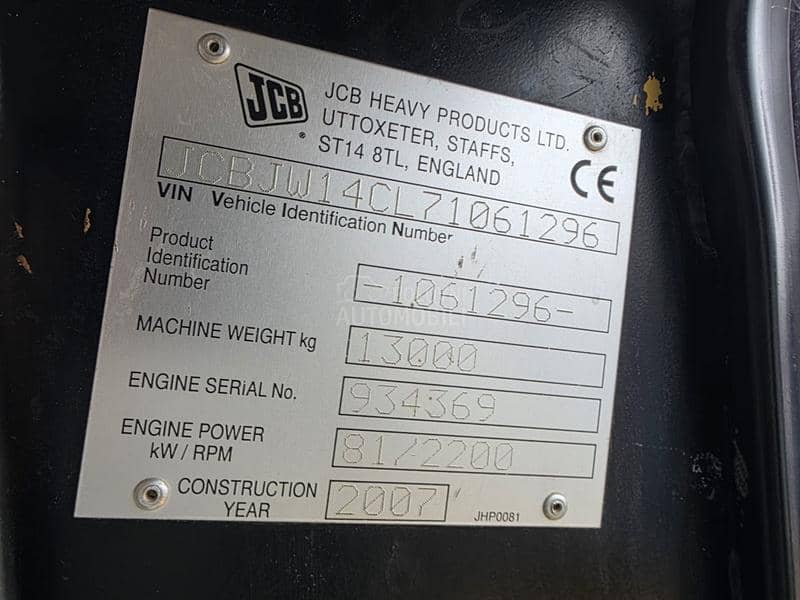 JCB
JCB HEAVY PRODUCTS LTD.
UTTOXETER, STAFFS,
ST14 8TL, ENGLAND
CE
JCBJW14CL71061296
VIN Vehicle Identification Number
Product
Identification
Number
-1061296-
MACHINE WEIGHT kg
13000
ENGINE SERiAL No.
934369
ENGINE POWER
kW / RPM
81/2200
CONSTRUCTION
YEAR
2007
JHP0081